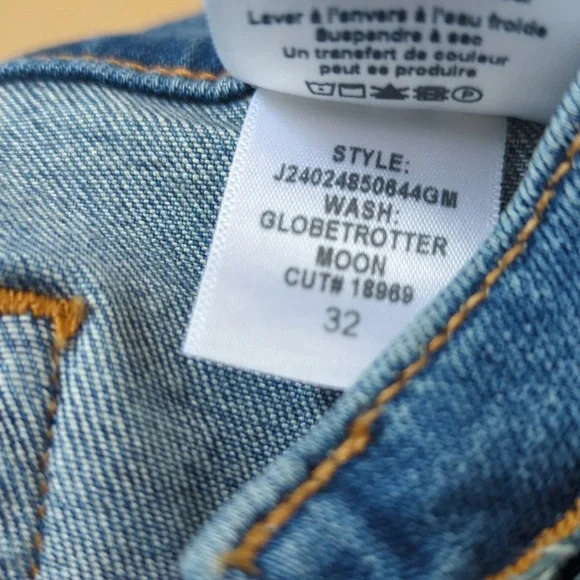 Laver à l'envers à l'eau froide
Suspendre à sec
Un transfert de couleur
peut se produire
STYLE:
J24024850644GM
WASH:
GLOBETROTTER
MOON
CUT# 18969
32